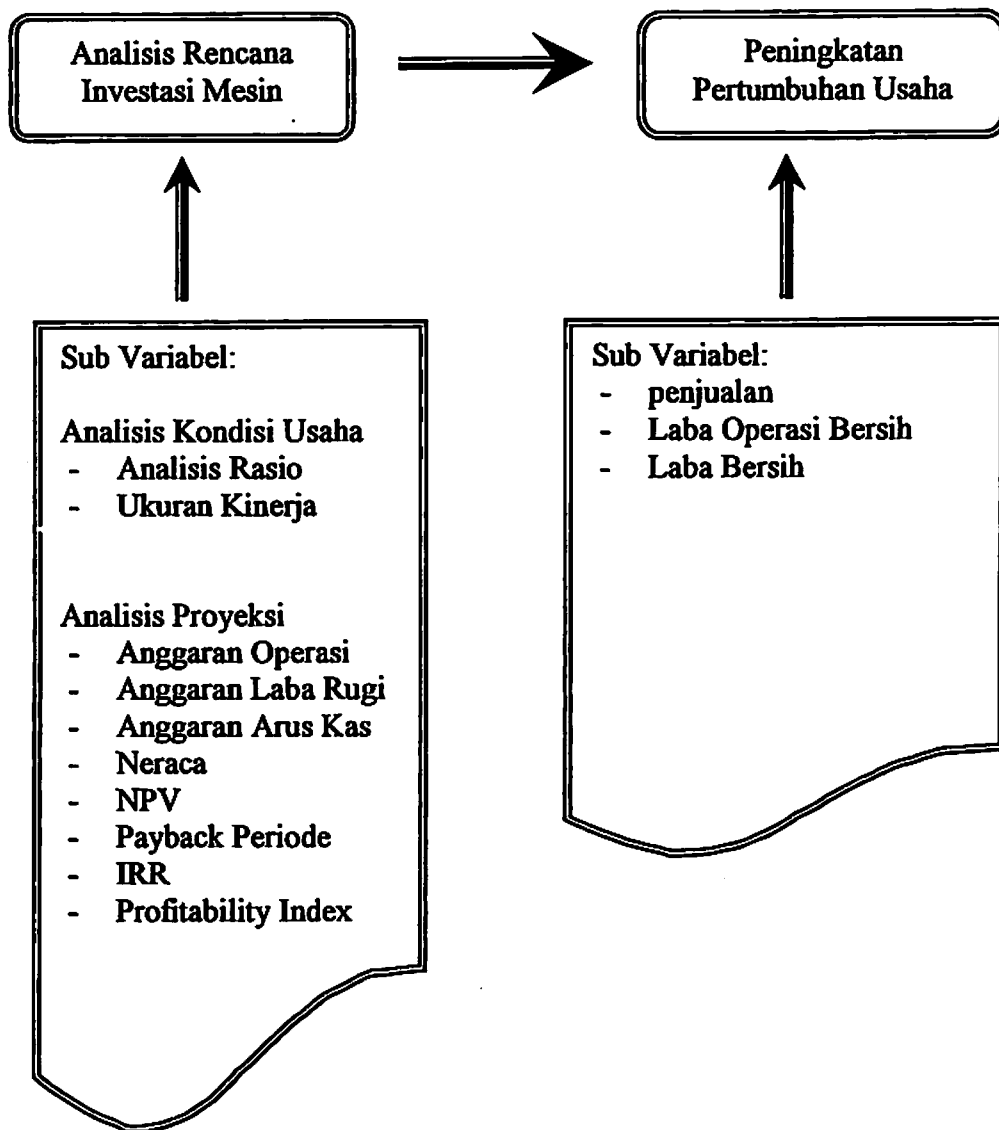 Analisis Rencana
Investasi Mesin
Peningkatan
Pertumbuhan Usaha
Sub Variabel:
Analisis Kondisi Usaha
- Analisis Rasio
- Ukuran Kinerja
Analisis Proyeksi
- Anggaran Operasi
- Anggaran Laba Rugi
- Anggaran Arus Kas
- Neraca
- NPV
- Payback Periode
- IRR
- Profitability Index
Sub Variabel:
- penjualan
- Laba Operasi Bersih
- Laba Bersih